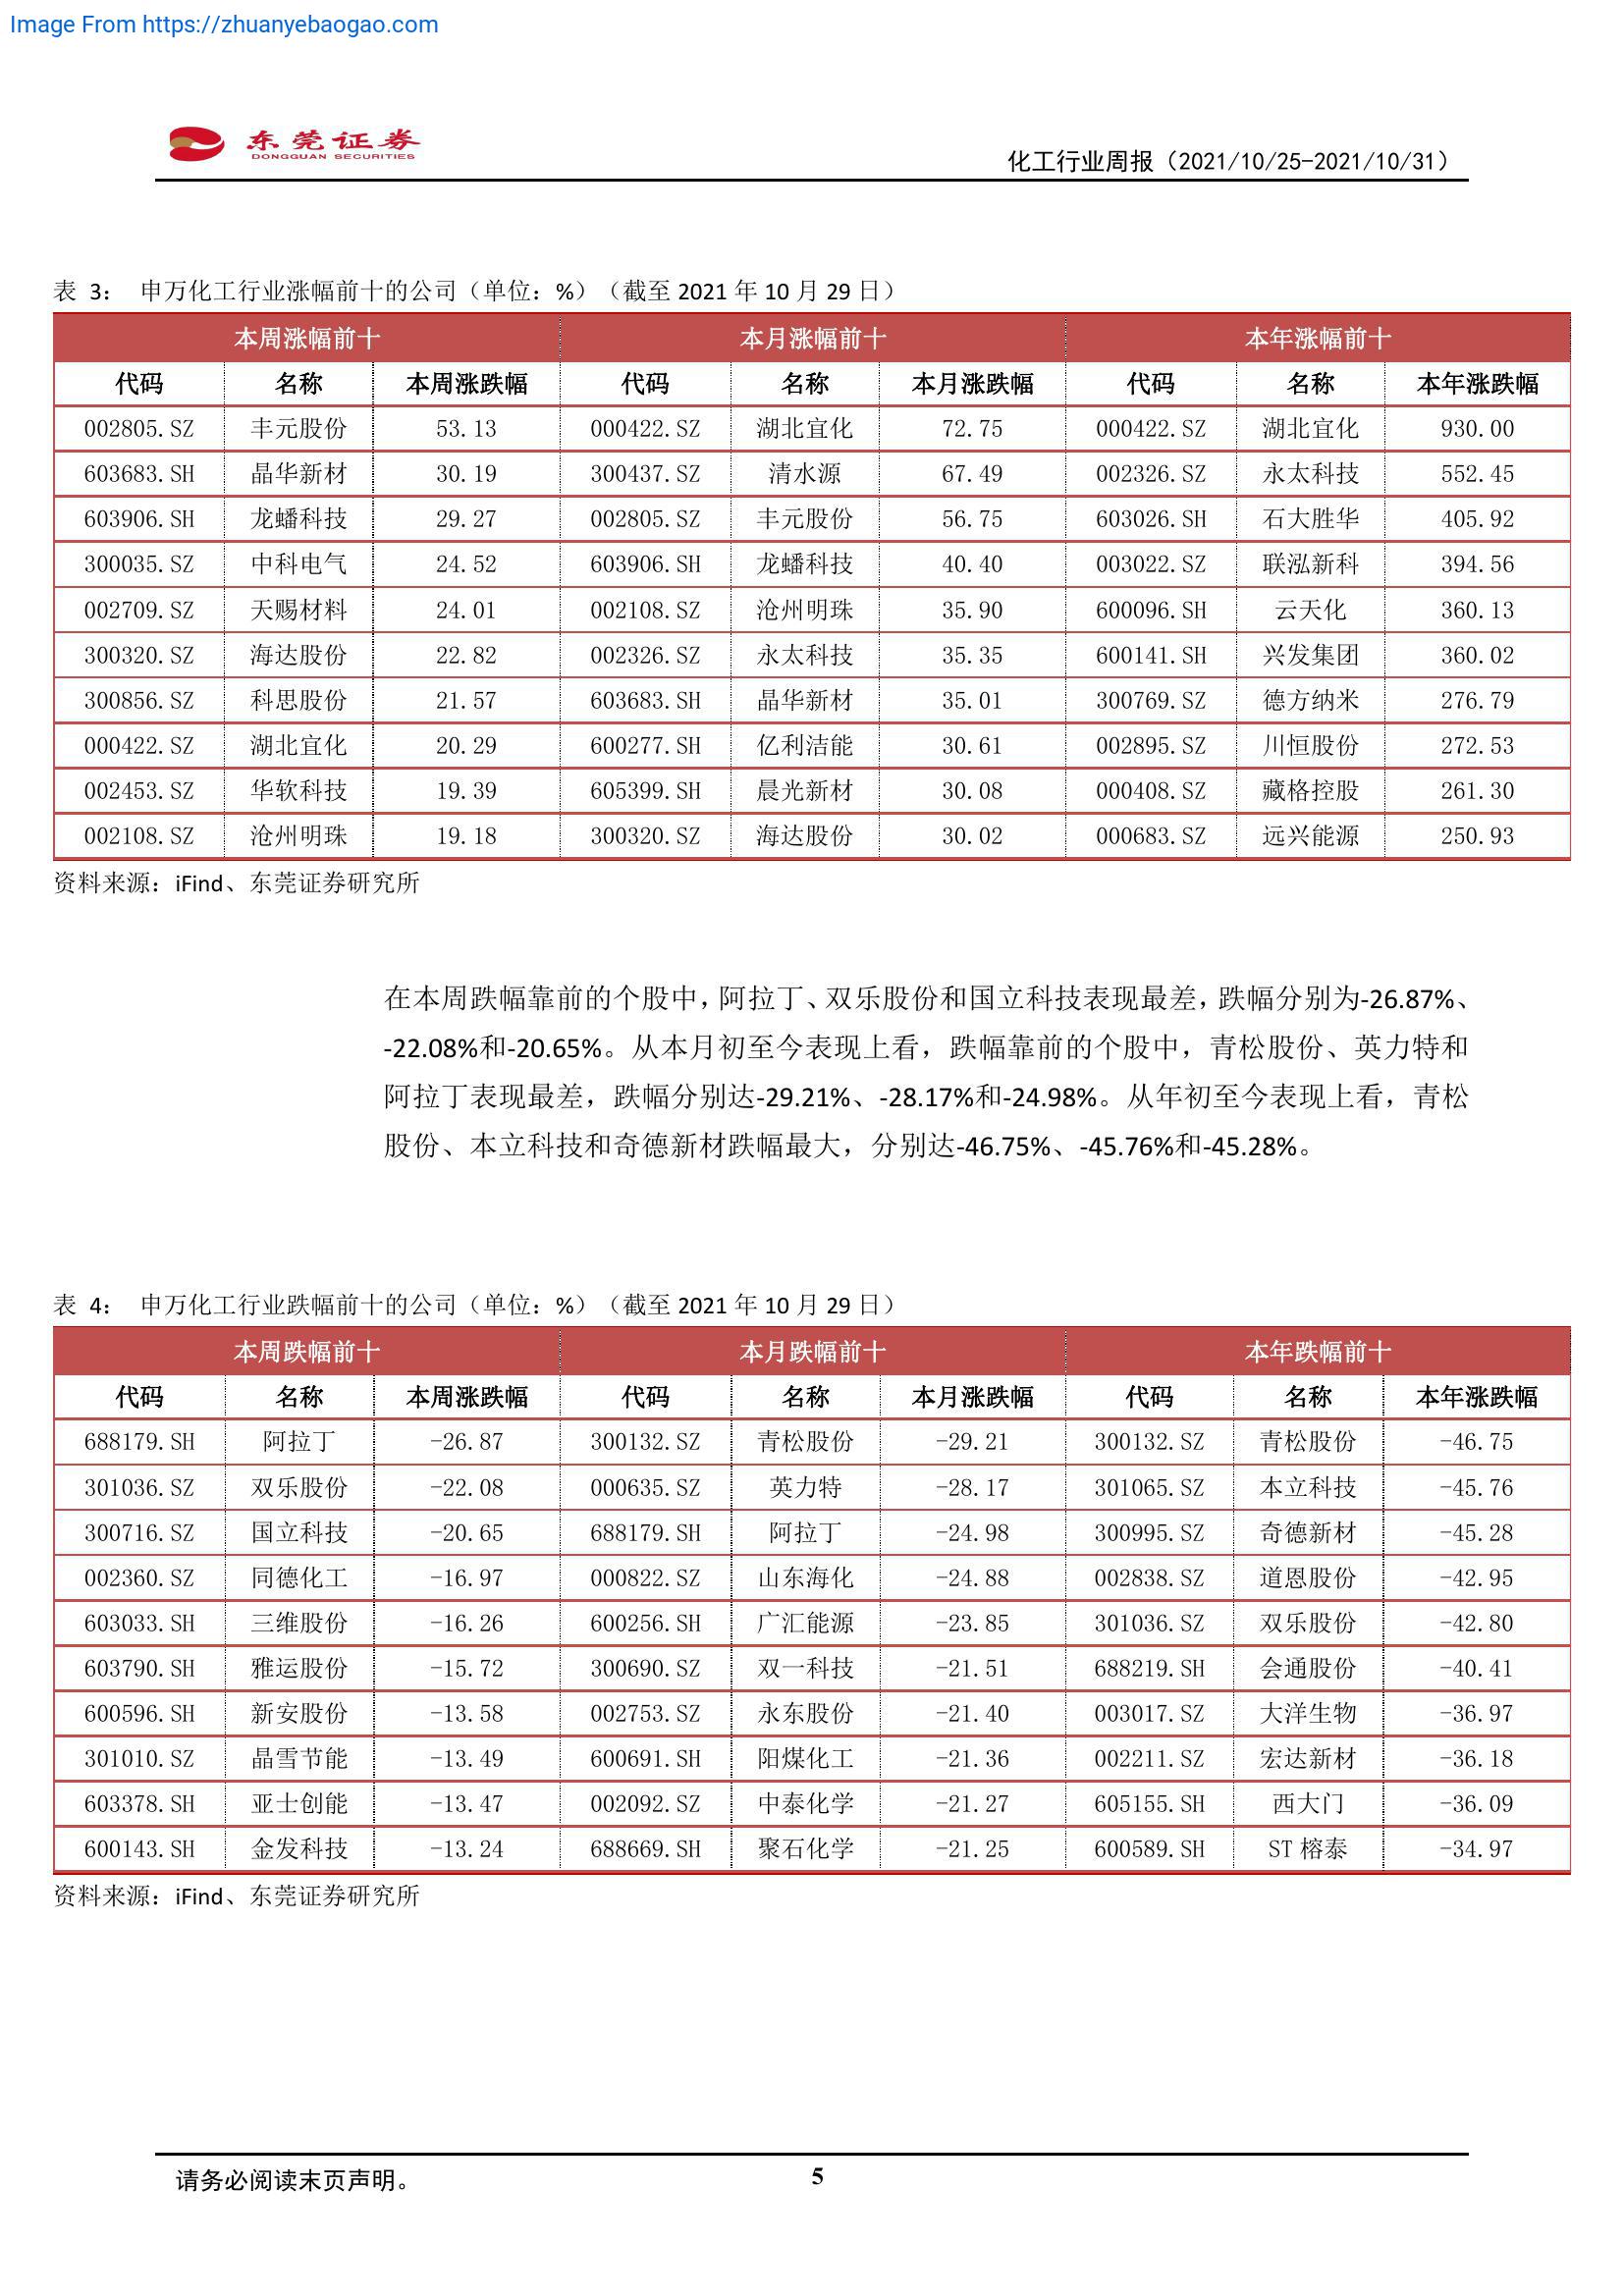 Image From https://zhuanyebaogao.com
东莞证券
DONGGUAN SECURITIES
化工行业周报（2021/10/25-2021/10/31）
表 3： 申万化工行业涨幅前十的公司（单位：%）（截至 2021 年 10 月 29 日）
本周涨幅前十 本月涨幅前十 本年涨幅前十
代码 名称 本周涨跌幅 代码 名称 本月涨跌幅 代码 名称 本年涨跌幅
002805.SZ 丰元股份 53.13 000422.SZ 湖北宜化 72.75 000422.SZ 湖北宜化 930.00
603683.SH 晶华新材 30.19 300437.SZ 清水源 67.49 002326.SZ 永太科技 552.45
603906.SH 龙蟠科技 29.27 002805.SZ 丰元股份 56.75 603026.SH 石大胜华 405.92
300035.SZ 中科电气 24.52 603906.SH 龙蟠科技 40.40 003022.SZ 联泓新科 394.56
002709.SZ 天赐材料 24.01 002108.SZ 沧州明珠 35.90 600096.SH 云天化 360.13
300320.SZ 海达股份 22.82 002326.SZ 永太科技 35.35 600141.SH 兴发集团 360.02
300856.SZ 科思股份 21.57 603683.SH 晶华新材 35.01 300769.SZ 德方纳米 276.79
000422.SZ 湖北宜化 20.29 600277.SH 亿利洁能 30.61 002895.SZ 川恒股份 272.53
002453.SZ 华软科技 19.39 605399.SH 晨光新材 30.08 000408.SZ 藏格控股 261.30
002108.SZ 沧州明珠 19.18 300320.SZ 海达股份 30.02 000683.SZ 远兴能源 250.93
资料来源：iFind、东莞证券研究所
在本周跌幅靠前的个股中，阿拉丁、双乐股份和国立科技表现最差，跌幅分别为-26.87%、
-22.08%和-20.65%。从本月初至今表现上看，跌幅靠前的个股中，青松股份、英力特和
阿拉丁表现最差，跌幅分别达-29.21%、-28.17%和-24.98%。从年初至今表现上看，青松
股份、本立科技和奇德新材跌幅最大，分别达-46.75%、-45.76%和-45.28%。
表 4： 申万化工行业跌幅前十的公司（单位：%）（截至 2021 年 10 月 29 日）
本周跌幅前十 本月跌幅前十 本年跌幅前十
代码 名称 本周涨跌幅 代码 名称 本月涨跌幅 代码 名称 本年涨跌幅
688179.SH 阿拉丁 -26.87 300132.SZ 青松股份 -29.21 300132.SZ 青松股份 -46.75
301036.SZ 双乐股份 -22.08 000635.SZ 英力特 -28.17 301065.SZ 本立科技 -45.76
300716.SZ 国立科技 -20.65 688179.SH 阿拉丁 -24.98 300995.SZ 奇德新材 -45.28
002360.SZ 同德化工 -16.97 000822.SZ 山东海化 -24.88 002838.SZ 道恩股份 -42.95
603033.SH 三维股份 -16.26 600256.SH 广汇能源 -23.85 301036.SZ 双乐股份 -42.80
603790.SH 雅运股份 -15.72 300690.SZ 双一科技 -21.51 688219.SH 会通股份 -40.41
600596.SH 新安股份 -13.58 002753.SZ 永东股份 -21.40 003017.SZ 大洋生物 -36.97
301010.SZ 晶雪节能 -13.49 600691.SH 阳煤化工 -21.36 002211.SZ 宏达新材 -36.18
603378.SH 亚士创能 -13.47 002092.SZ 中泰化学 -21.27 605155.SH 西大门 -36.09
600143.SH 金发科技 -13.24 688669.SH 聚石化学 -21.25 600589.SH ST 榕泰 -34.97
资料来源：iFind、东莞证券研究所
请务必阅读末页声明。
5